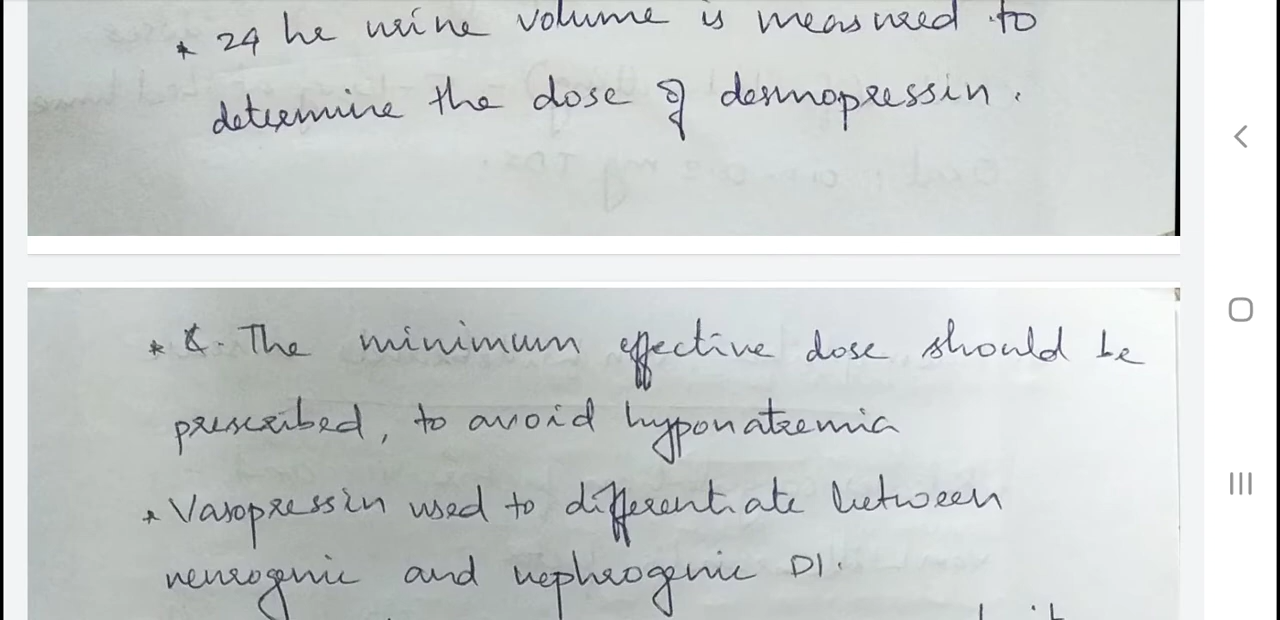 * 24 hr urine volume is measured to
determine the dose of desmopressin.
* The minimum effective dose should be
prescribed, to avoid hyponatremia
* Vasopressin used to differentiate between
neurogenic and nephrogenic DI.